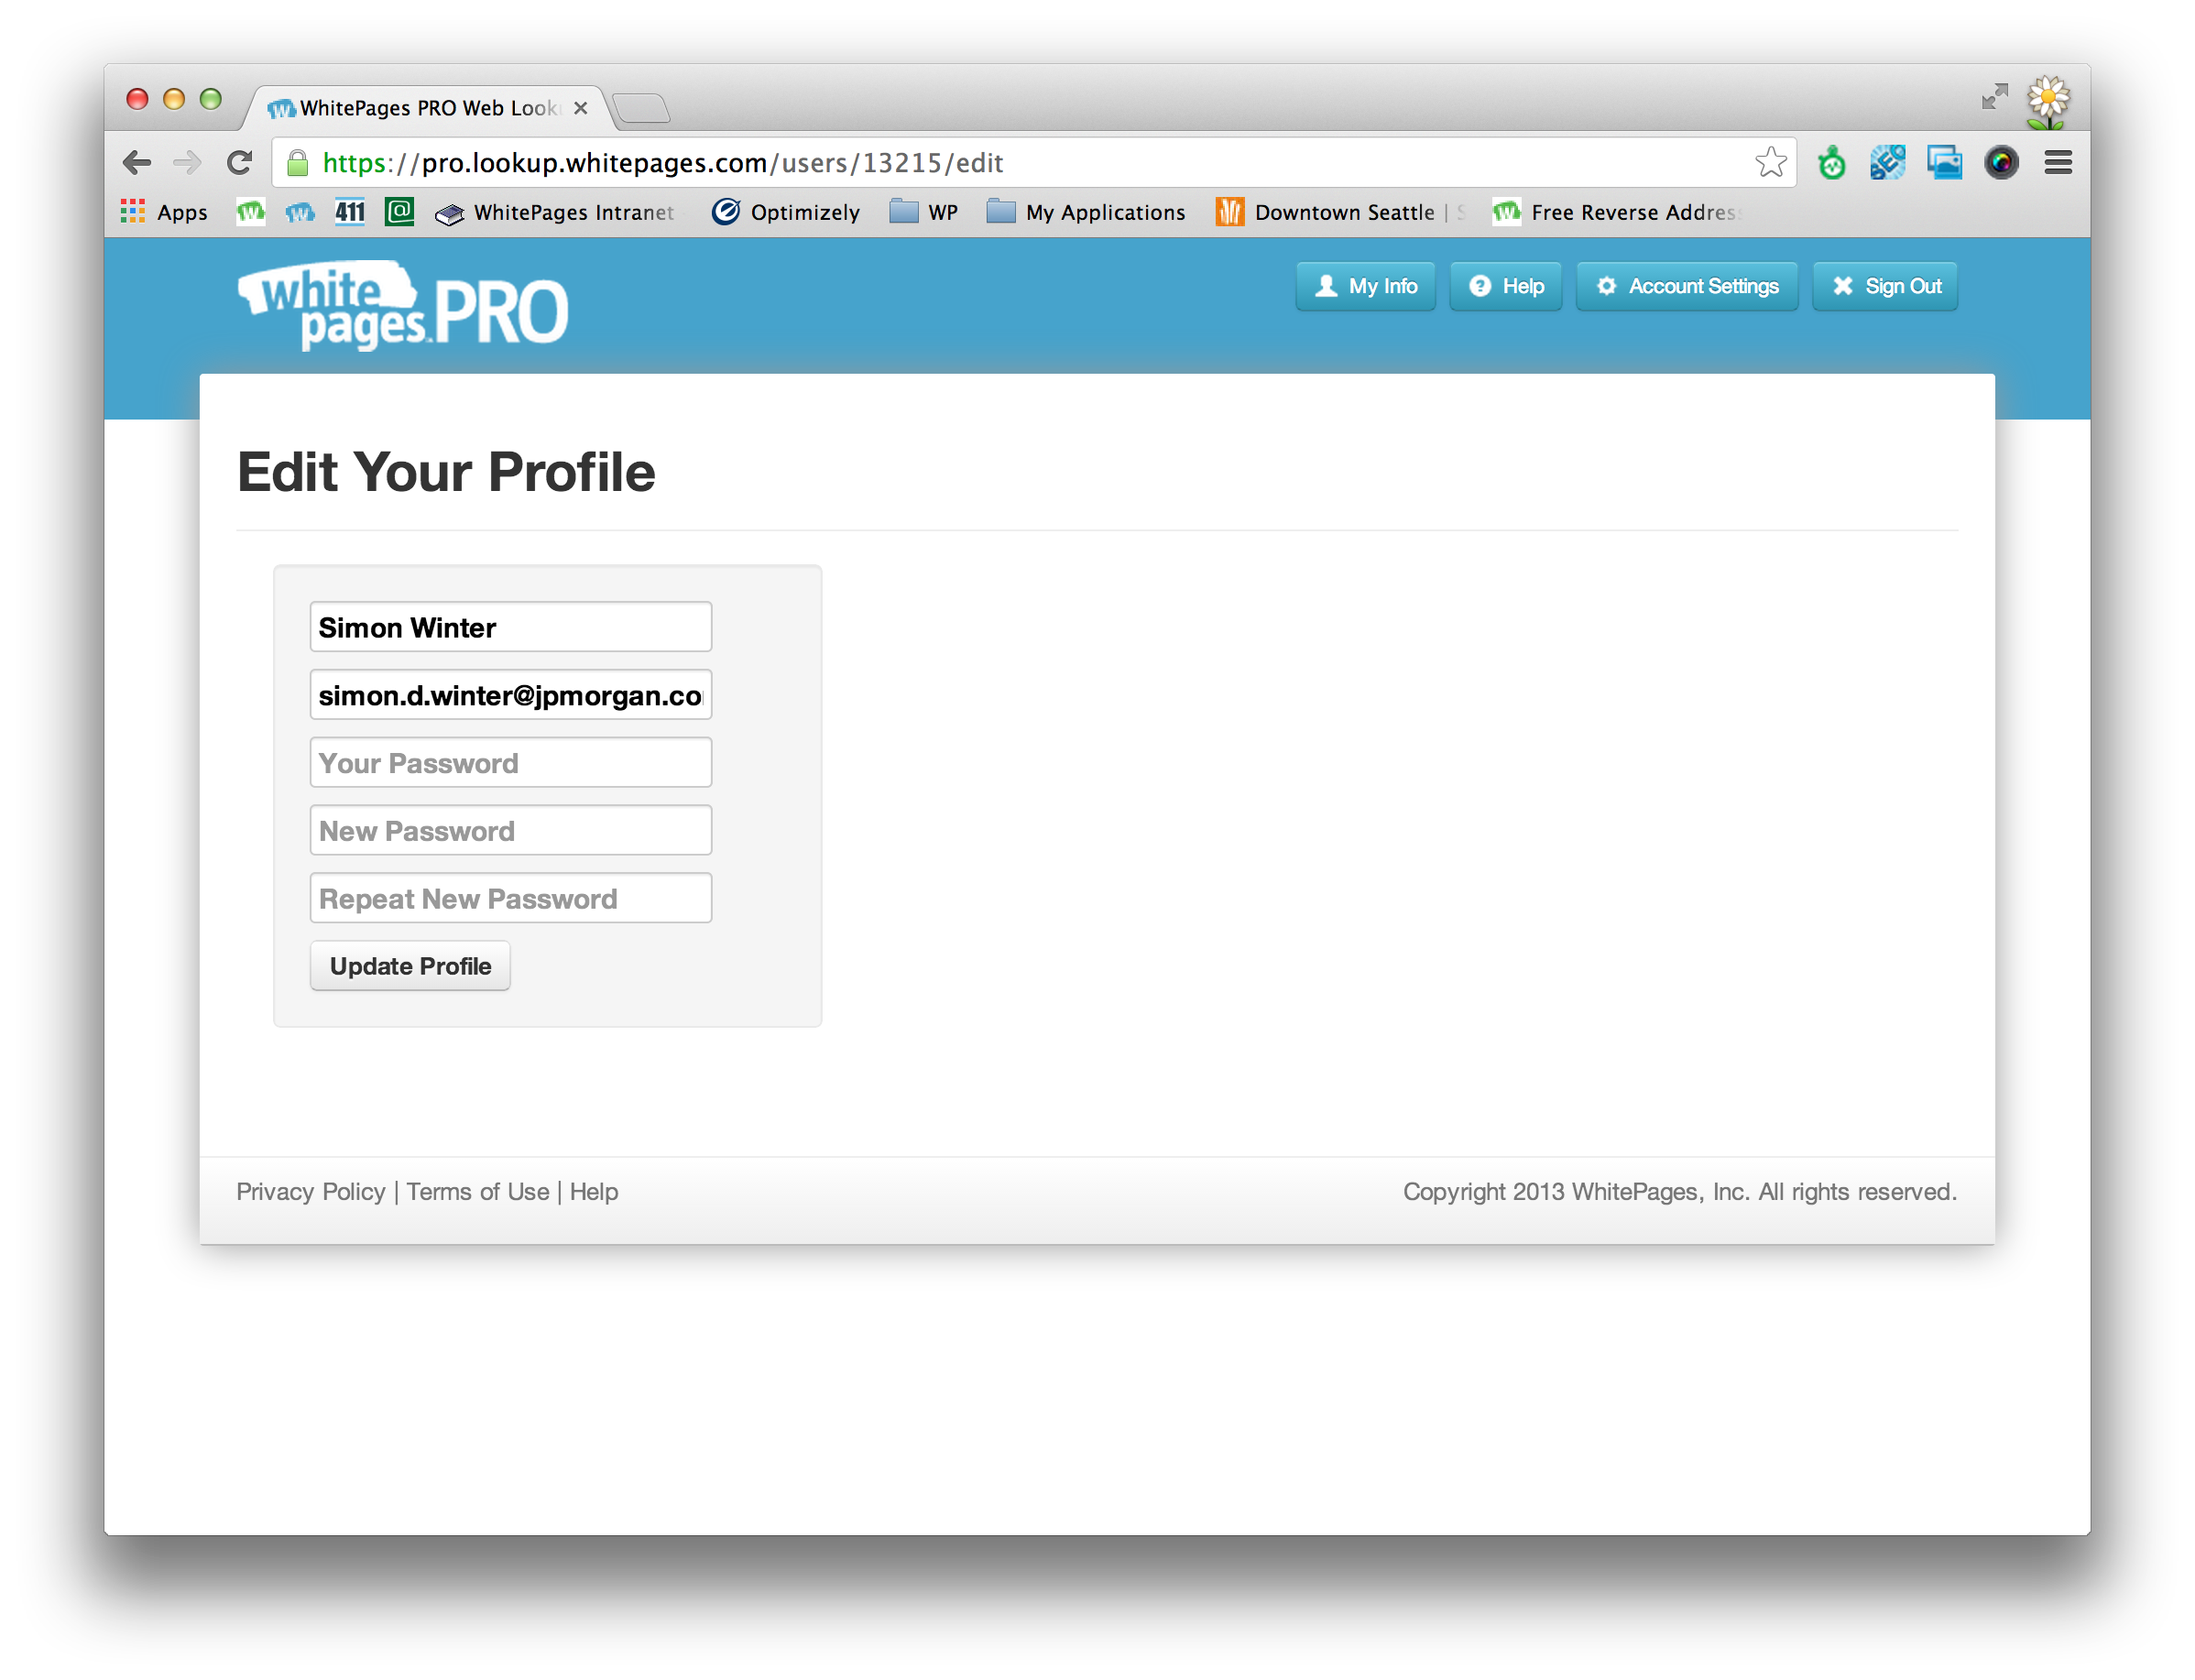 WhitePages PRO Web Look
https://pro.lookup.whitepages.com/users/13215/edit
Apps 411 WhitePages Intranet Optimizely WP My Applications Downtown Seattle | S Free Reverse Address
white pages PRO My Info Help Account Settings Sign Out
Edit Your Profile
Simon Winter
simon.d.winter@jpmorgan.co
Your Password
New Password
Repeat New Password
Update Profile
Privacy Policy | Terms of Use | Help Copyright 2013 WhitePages, Inc. All rights reserved.